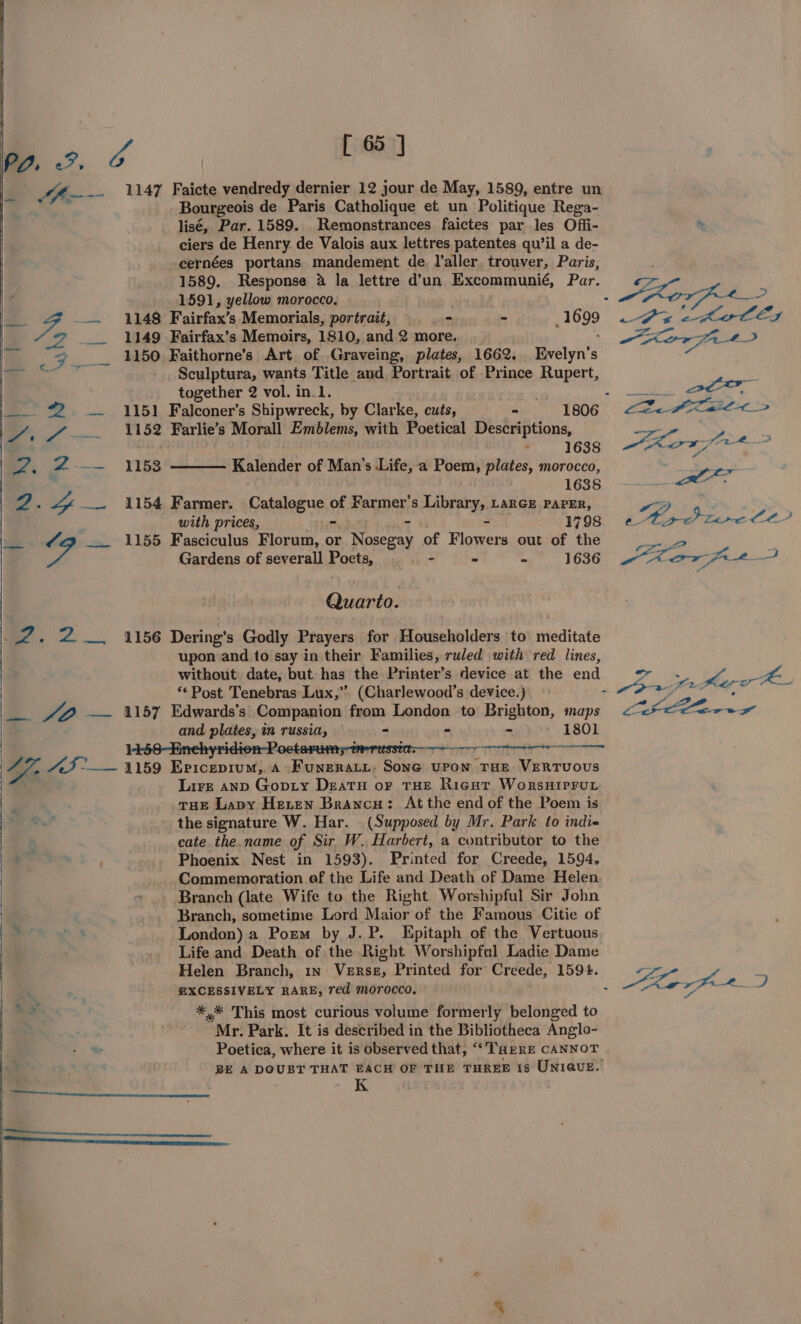 [ 65 ]
1147 Faicte vendredy dernier 12 jour de May, 1589, entre un
Bourgeois de Paris Catholique et un Politique Rega-
lisé, Par. 1589. Remonstrances faictes par les Offi-
ciers de Henry de Valois aux lettres patentes qu'il a de-
cernées portans mandement de l'aller trouver, Paris,
1589. Response à la lettre d'un Excommunié, Par.
1591, yellow morocco. -
1148 Fairfax's Memorials, portrait, - - 1699
1149 Fairfax's Memoirs, 1810, and 2 more. -
1150 Faithorne's Art of Graveing, plates, 1662. Evelyn's
Sculptura, wants Title and Portrait of Prince Rupert,
together 2 vol. in 1. -
2 1151 Falconer's Shipwreck, by Clarke, cuts, - 1806
1152 Farlie's Morall Emblems, with Poetical Descriptions,
- 1638
2. 2 1153 ——— Kalender of Man's Life, a Poem, plates, morocco,
1638
1154 Farmer. Catalogue of Farmer's Library, LARGE PAPER,
with prices, - - - 1798
1155 Fasciculus Florum, or Nosegay of Flowers out of the
Gardens of severall Poets, - - - 1636
Quarto.
2. 2 1156 Dering's Godly Prayers for Householders to meditate
upon and to say in their Families, ruled with red lines,
without date, but has the Printer's device at the end
“Post Tenebras Lux,” (Charlewood's device.) -
1157 Edwards's Companion from London to Brighton, maps
and plates, in russia, - - - 1801
1158 Enchyridion Poetarum, in russia.
1159 EPICEDIUM, A FUNERALL SONG UPON THE VERTUOUS
LIFE AND GODLY DEATH OF THE RIGHT WORSHIPFUL
THE LADY HELEN BRANCH: At the end of the Poem is
the signature W. Har. (Supposed by Mr. Park to indi-
cate the name of Sir W. Harbert, a contributor to the
Phoenix Nest in 1593). Printed for Creede, 1594.
Commemoration of the Life and Death of Dame Helen
Branch (late Wife to the Right Worshipful Sir John
Branch, sometime Lord Maior of the Famous Citie of
London) a POEM by J. P. Epitaph of the Vertuous
Life and Death of the Right Worshipful Ladie Dame
Helen Branch, IN VERSE, Printed for Creede, 1594.
EXCESSIVELY RARE, red morocco. -
*⁎* This most curious volume formerly belonged to
Mr. Park. It is described in the Bibliotheca Anglo-
Poetica, where it is observed that, “THERE CANNOT
BE A DOUBT THAT EACH OF THE THREE IS UNIQUE.
K